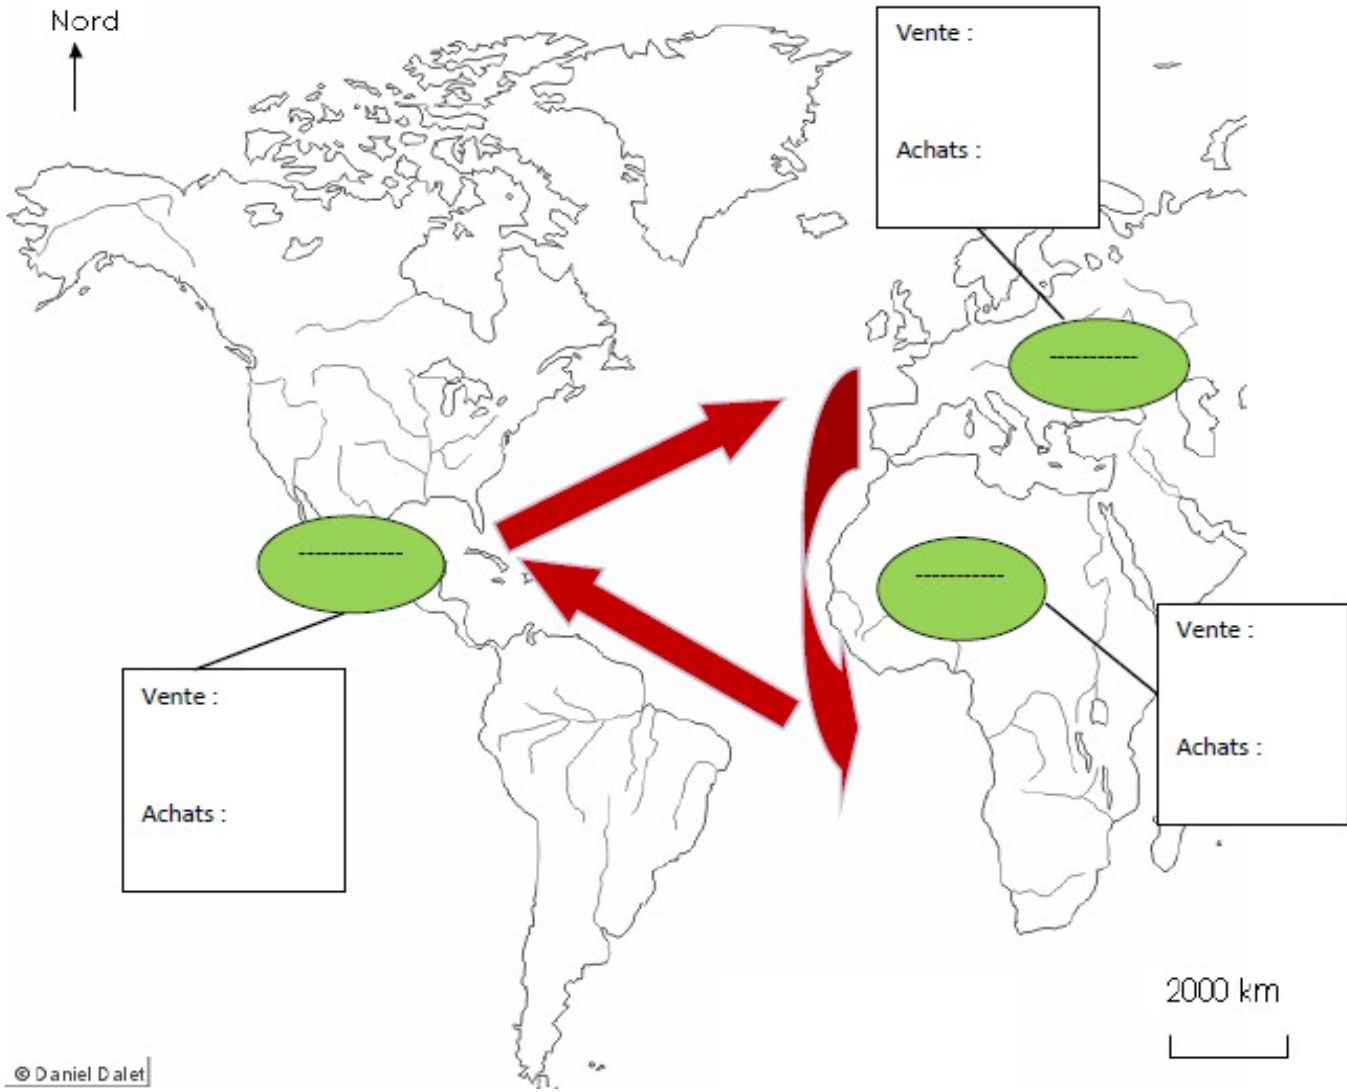 Nord
Vente :
Achats :
-----------
-------------
-----------
Vente :
Achats :
Vente :
Achats :
2000 km
© Daniel Dalet